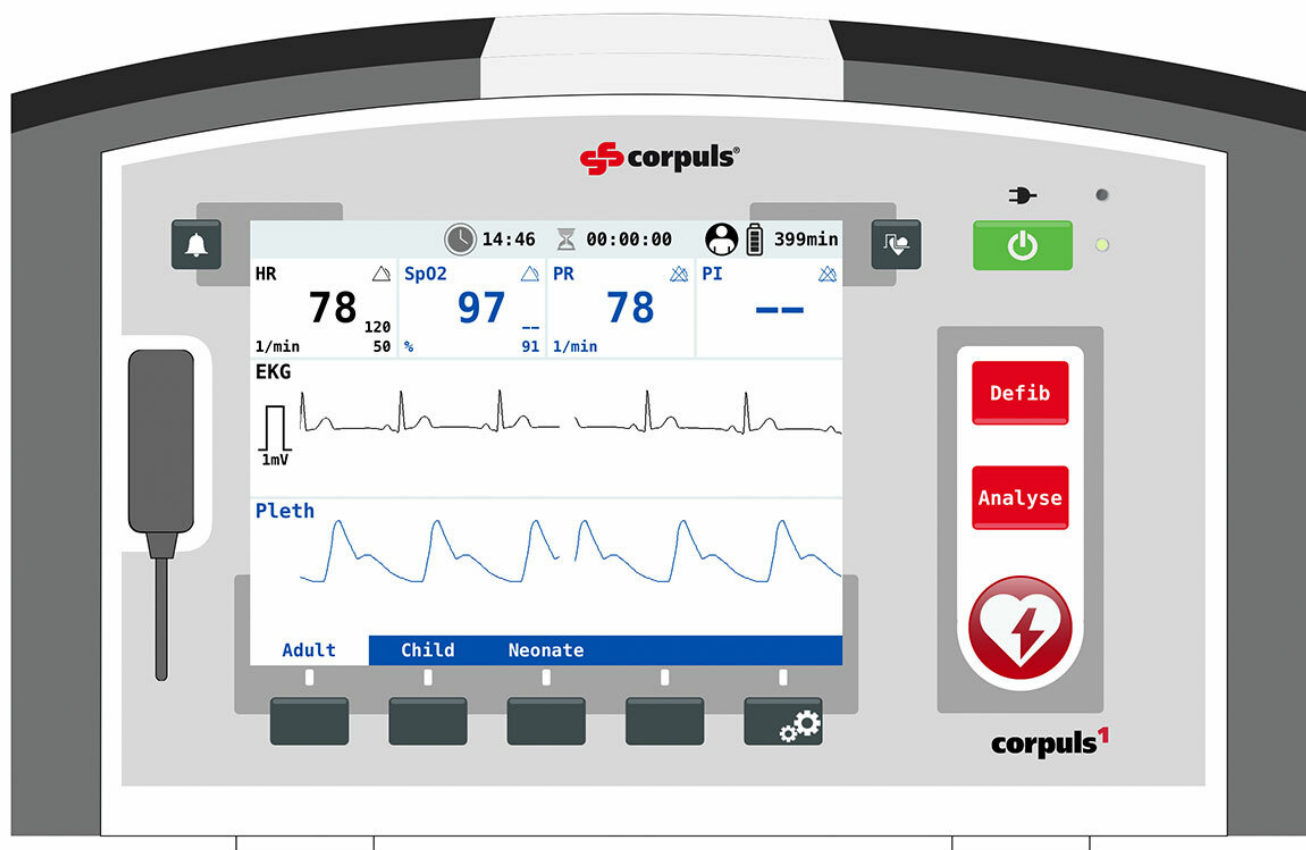 corpuls®
14:46 00:00:00 399min
HR SpO2 PR PI
78 97 78 --
120 --
1/min 50 % 91 1/min
EKG
1mV
Pleth
Adult Child Neonate
Defib
Analyse
corpuls1